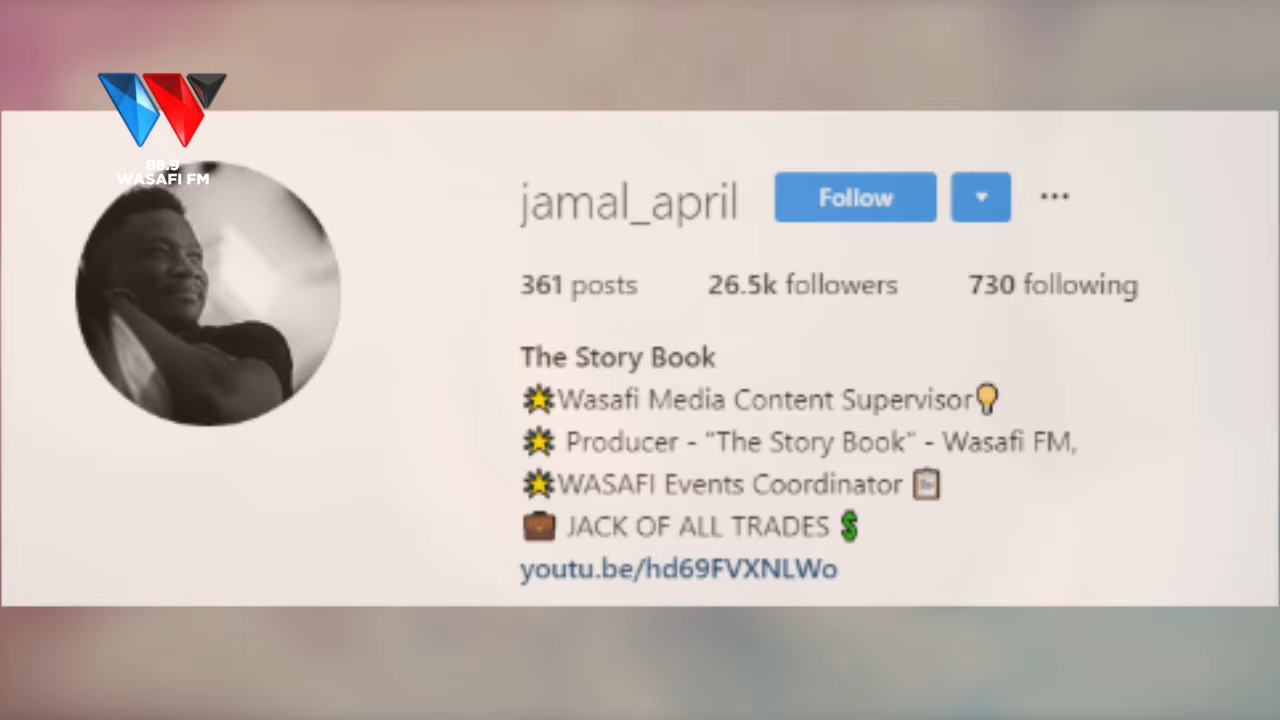 88.9
WASAFI FM
jamal_april
Follow
...
361 posts 26.5k followers 730 following
The Story Book
🌟Wasafi Media Content Supervisor💡
🌟 Producer - "The Story Book" - Wasafi FM,
🌟WASAFI Events Coordinator 📋
💼 JACK OF ALL TRADES 💲
youtu.be/hd69FVXNLWo